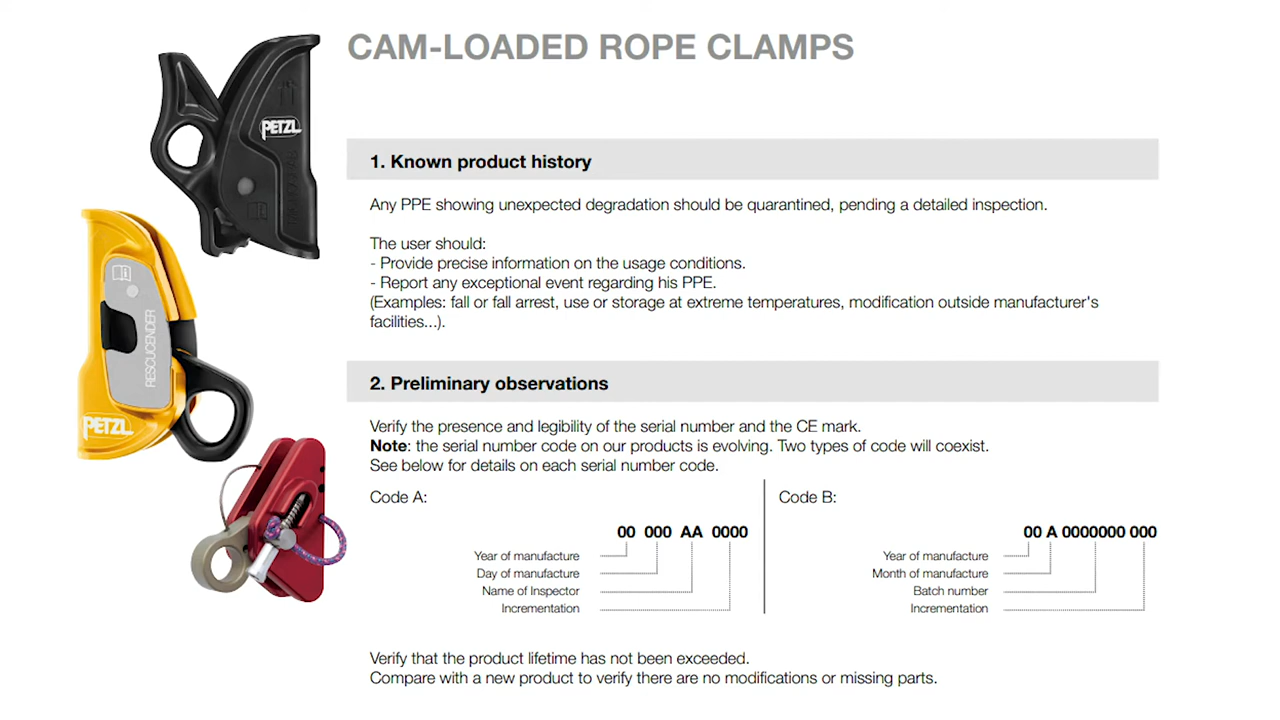 CAM-LOADED ROPE CLAMPS
PETZL
1. Known product history
Any PPE showing unexpected degradation should be quarantined, pending a detailed inspection.
The user should:
- Provide precise information on the usage conditions.
- Report any exceptional event regarding his PPE.
(Examples: fall or fall arrest, use or storage at extreme temperatures, modification outside manufacturer's
facilities...).
RESCUCENDER
PETZL
2. Preliminary observations
Verify the presence and legibility of the serial number and the CE mark.
Note: the serial number code on our products is evolving. Two types of code will coexist.
See below for details on each serial number code.
Code A:
00 000 AA 0000
Year of manufacture
Day of manufacture
Name of Inspector
Incrementation
Code B:
00 A 0000000 000
Year of manufacture
Month of manufacture
Batch number
Incrementation
Verify that the product lifetime has not been exceeded.
Compare with a new product to verify there are no modifications or missing parts.